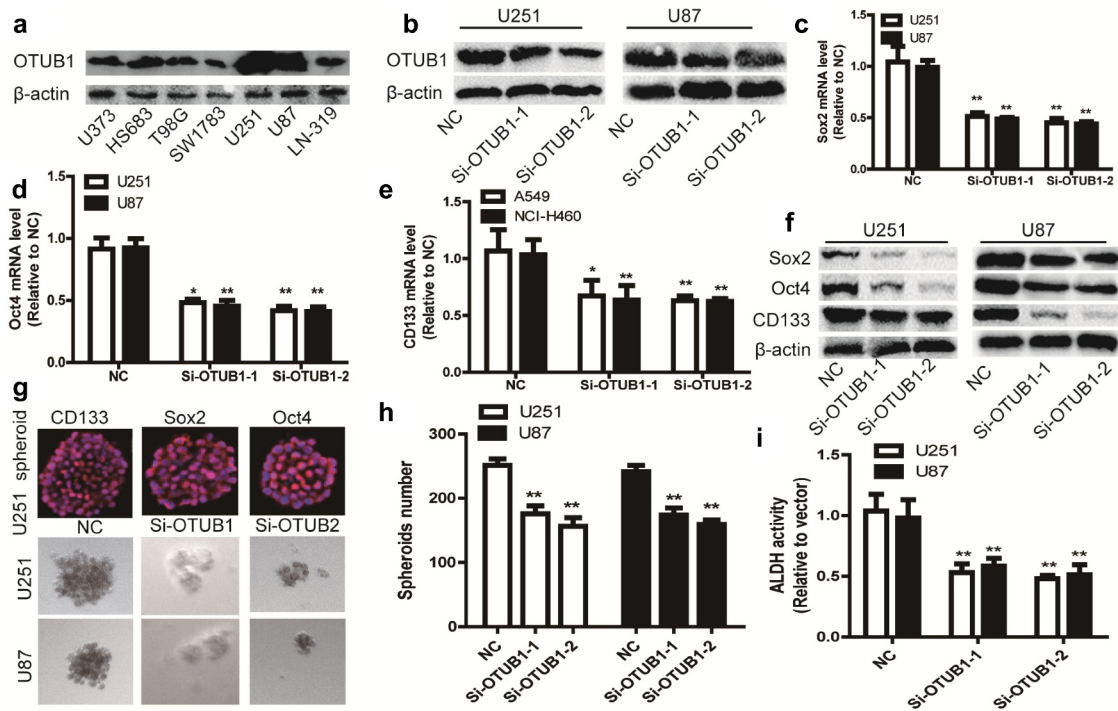 a
OTUB1
β-actin
U373
HS683
T98G
SW1783
U251
U87
LN-319
b
U251
U87
OTUB1
β-actin
NC
Si-OTUB1-1
Si-OTUB1-2
NC
Si-OTUB1-1
Si-OTUB1-2
c
Sox2 mRNA level
(Relative to NC)
1.5
1.0
0.5
0.0
U251
U87
** ** ** **
NC Si-OTUB1-1 Si-OTUB1-2
d
Oct4 mRNA level
(Relative to NC)
1.5
1.0
0.5
0.0
U251
U87
* ** ** **
NC Si-OTUB1-1 Si-OTUB1-2
e
CD133 mRNA level
(Relative to NC)
1.5
1.0
0.5
0.0
A549
NCI-H460
* ** ** **
NC Si-OTUB1-1 Si-OTUB1-2
f
U251
U87
Sox2
Oct4
CD133
β-actin
NC
Si-OTUB1-1
Si-OTUB1-2
NC
Si-OTUB1-1
Si-OTUB1-2
g
CD133 Sox2 Oct4
U251 spheroid
NC Si-OTUB1 Si-OTUB2
U251
U87
h
Spheroids number
300
200
100
0
U251
U87
** ** ** **
NC
Si-OTUB1-1
Si-OTUB1-2
NC
Si-OTUB1-1
Si-OTUB1-2
i
ALDH activity
(Relative to vector)
1.5
1.0
0.5
0.0
U251
U87
** ** ** **
NC
Si-OTUB1-1
Si-OTUB1-2